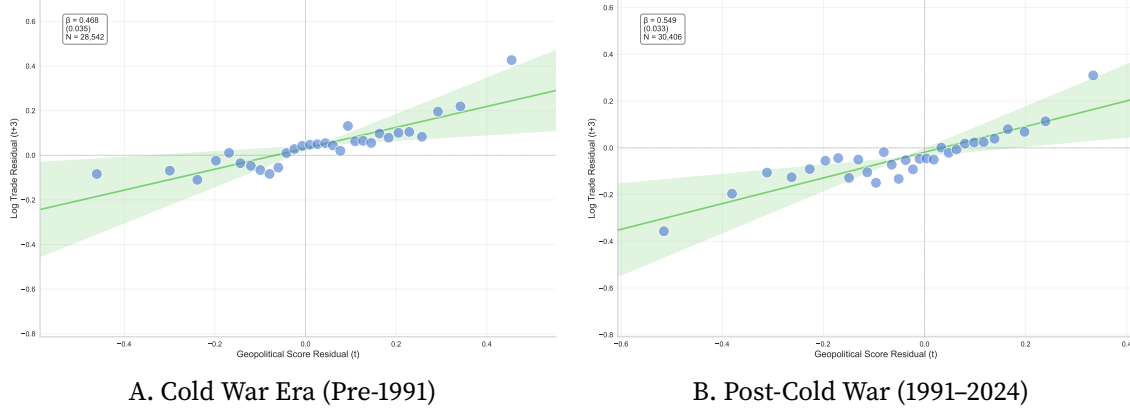 β = 0.468
(0.035)
N = 28,542
0.6
0.4
0.2
0.0
−0.2
−0.4
−0.6
−0.8
Log Trade Residual (t+3)
−0.4
−0.2
0.0
0.2
0.4
Geopolitical Score Residual (t)
A. Cold War Era (Pre-1991)
β = 0.549
(0.033)
N = 30,406
0.6
0.4
0.2
0.0
−0.2
−0.4
−0.6
−0.8
Log Trade Residual (t+3)
−0.6
−0.4
−0.2
0.0
0.2
0.4
Geopolitical Score Residual (t)
B. Post-Cold War (1991–2024)